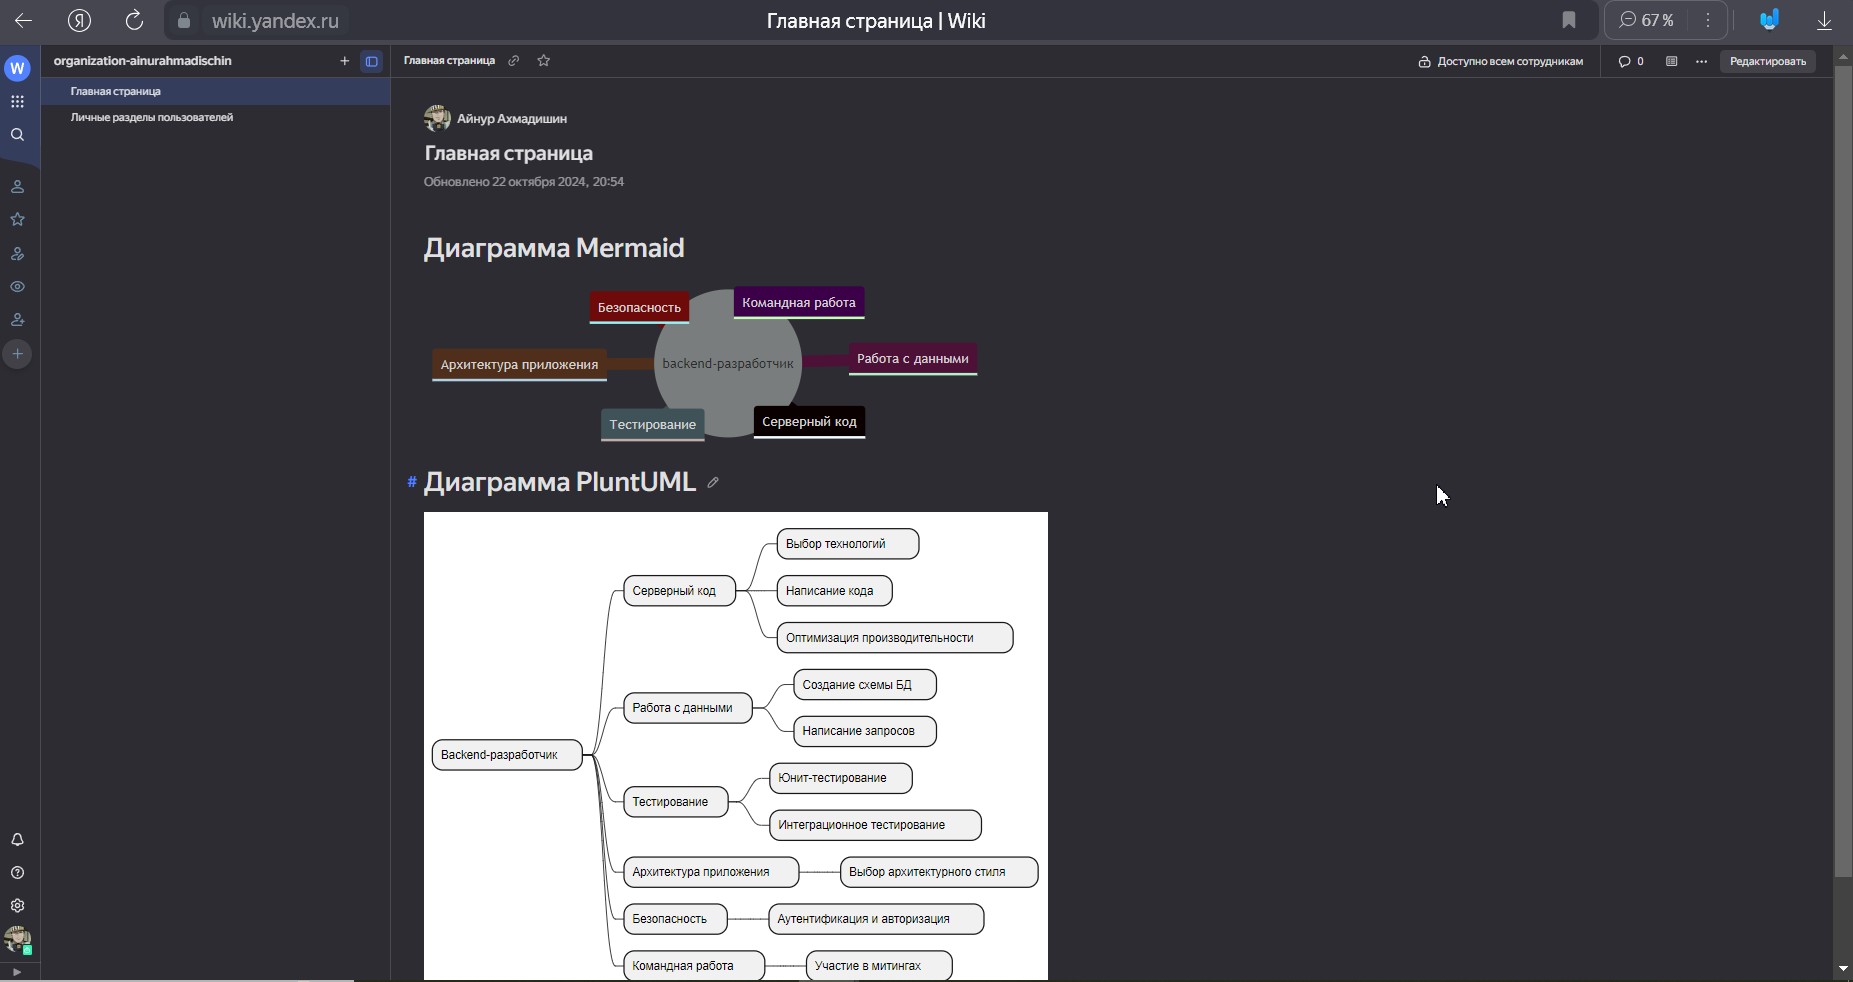 wiki.yandex.ru
Главная страница | Wiki
67 %
W
organization-ainurahmadischin
Главная страница
Доступно всем сотрудникам
0
Редактировать
Главная страница
Личные разделы пользователей
Айнур Ахмадишин
Главная страница
Обновлено 22 октября 2024, 20:54
Диаграмма Mermaid
Безопасность
Командная работа
Архитектура приложения
backend-разработчик
Работа с данными
Тестирование
Серверный код
# Диаграмма PluntUML
Выбор технологий
Серверный код
Написание кода
Оптимизация производительности
Создание схемы БД
Работа с данными
Написание запросов
Backend-разработчик
Юнит-тестирование
Тестирование
Интеграционное тестирование
Архитектура приложения
Выбор архитектурного стиля
Безопасность
Аутентификация и авторизация
Командная работа
Участие в митингах